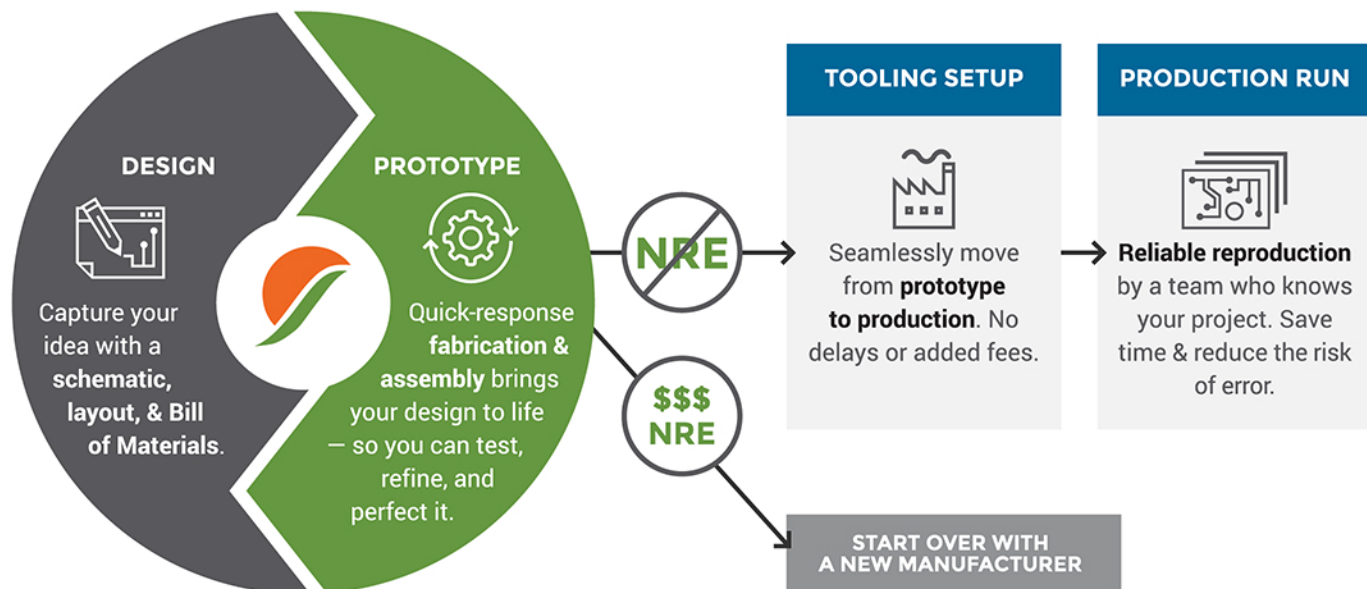 DESIGN
Capture your
idea with a
schematic,
layout, & Bill
of Materials.
PROTOTYPE
Quick-response
fabrication &
assembly brings
your design to life
— so you can test,
refine, and
perfect it.
NRE
$$$
NRE
TOOLING SETUP
Seamlessly move
from prototype
to production. No
delays or added fees.
PRODUCTION RUN
Reliable reproduction
by a team who knows
your project. Save
time & reduce the risk
of error.
START OVER WITH
A NEW MANUFACTURER